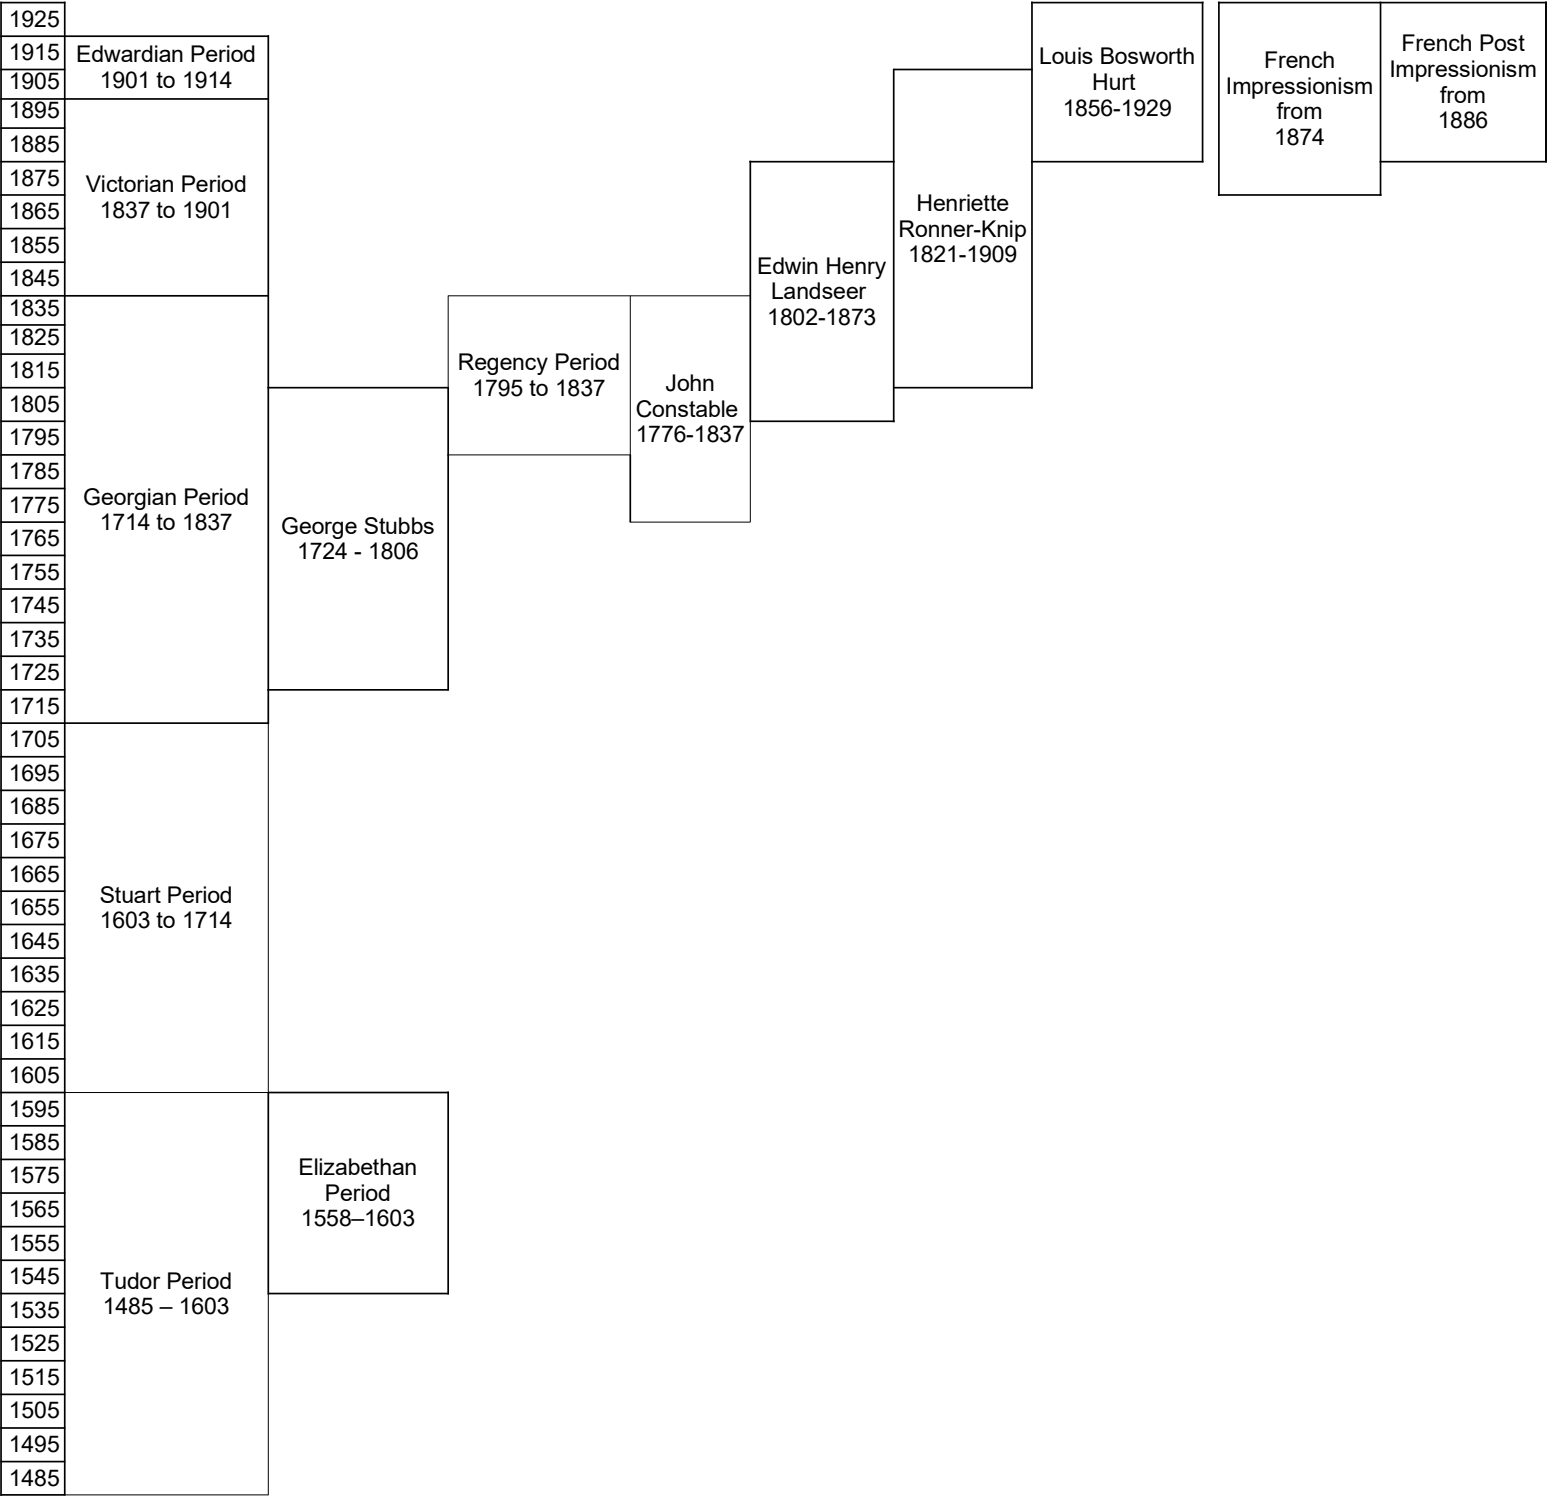 1925
1915
1905
1895
1885
1875
1865
1855
1845
1835
1825
1815
1805
1795
1785
1775
1765
1755
1745
1735
1725
1715
1705
1695
1685
1675
1665
1655
1645
1635
1625
1615
1605
1595
1585
1575
1565
1555
1545
1535
1525
1515
1505
1495
1485
Edwardian Period
1901 to 1914
Victorian Period
1837 to 1901
Georgian Period
1714 to 1837
Stuart Period
1603 to 1714
Tudor Period
1485 – 1603
George Stubbs
1724 - 1806
Elizabethan
Period
1558–1603
Regency Period
1795 to 1837
John
Constable
1776-1837
Edwin Henry
Landseer
1802-1873
Henriette
Ronner-Knip
1821-1909
Louis Bosworth
Hurt
1856-1929
French
Impressionism
from
1874
French Post
Impressionism
from
1886